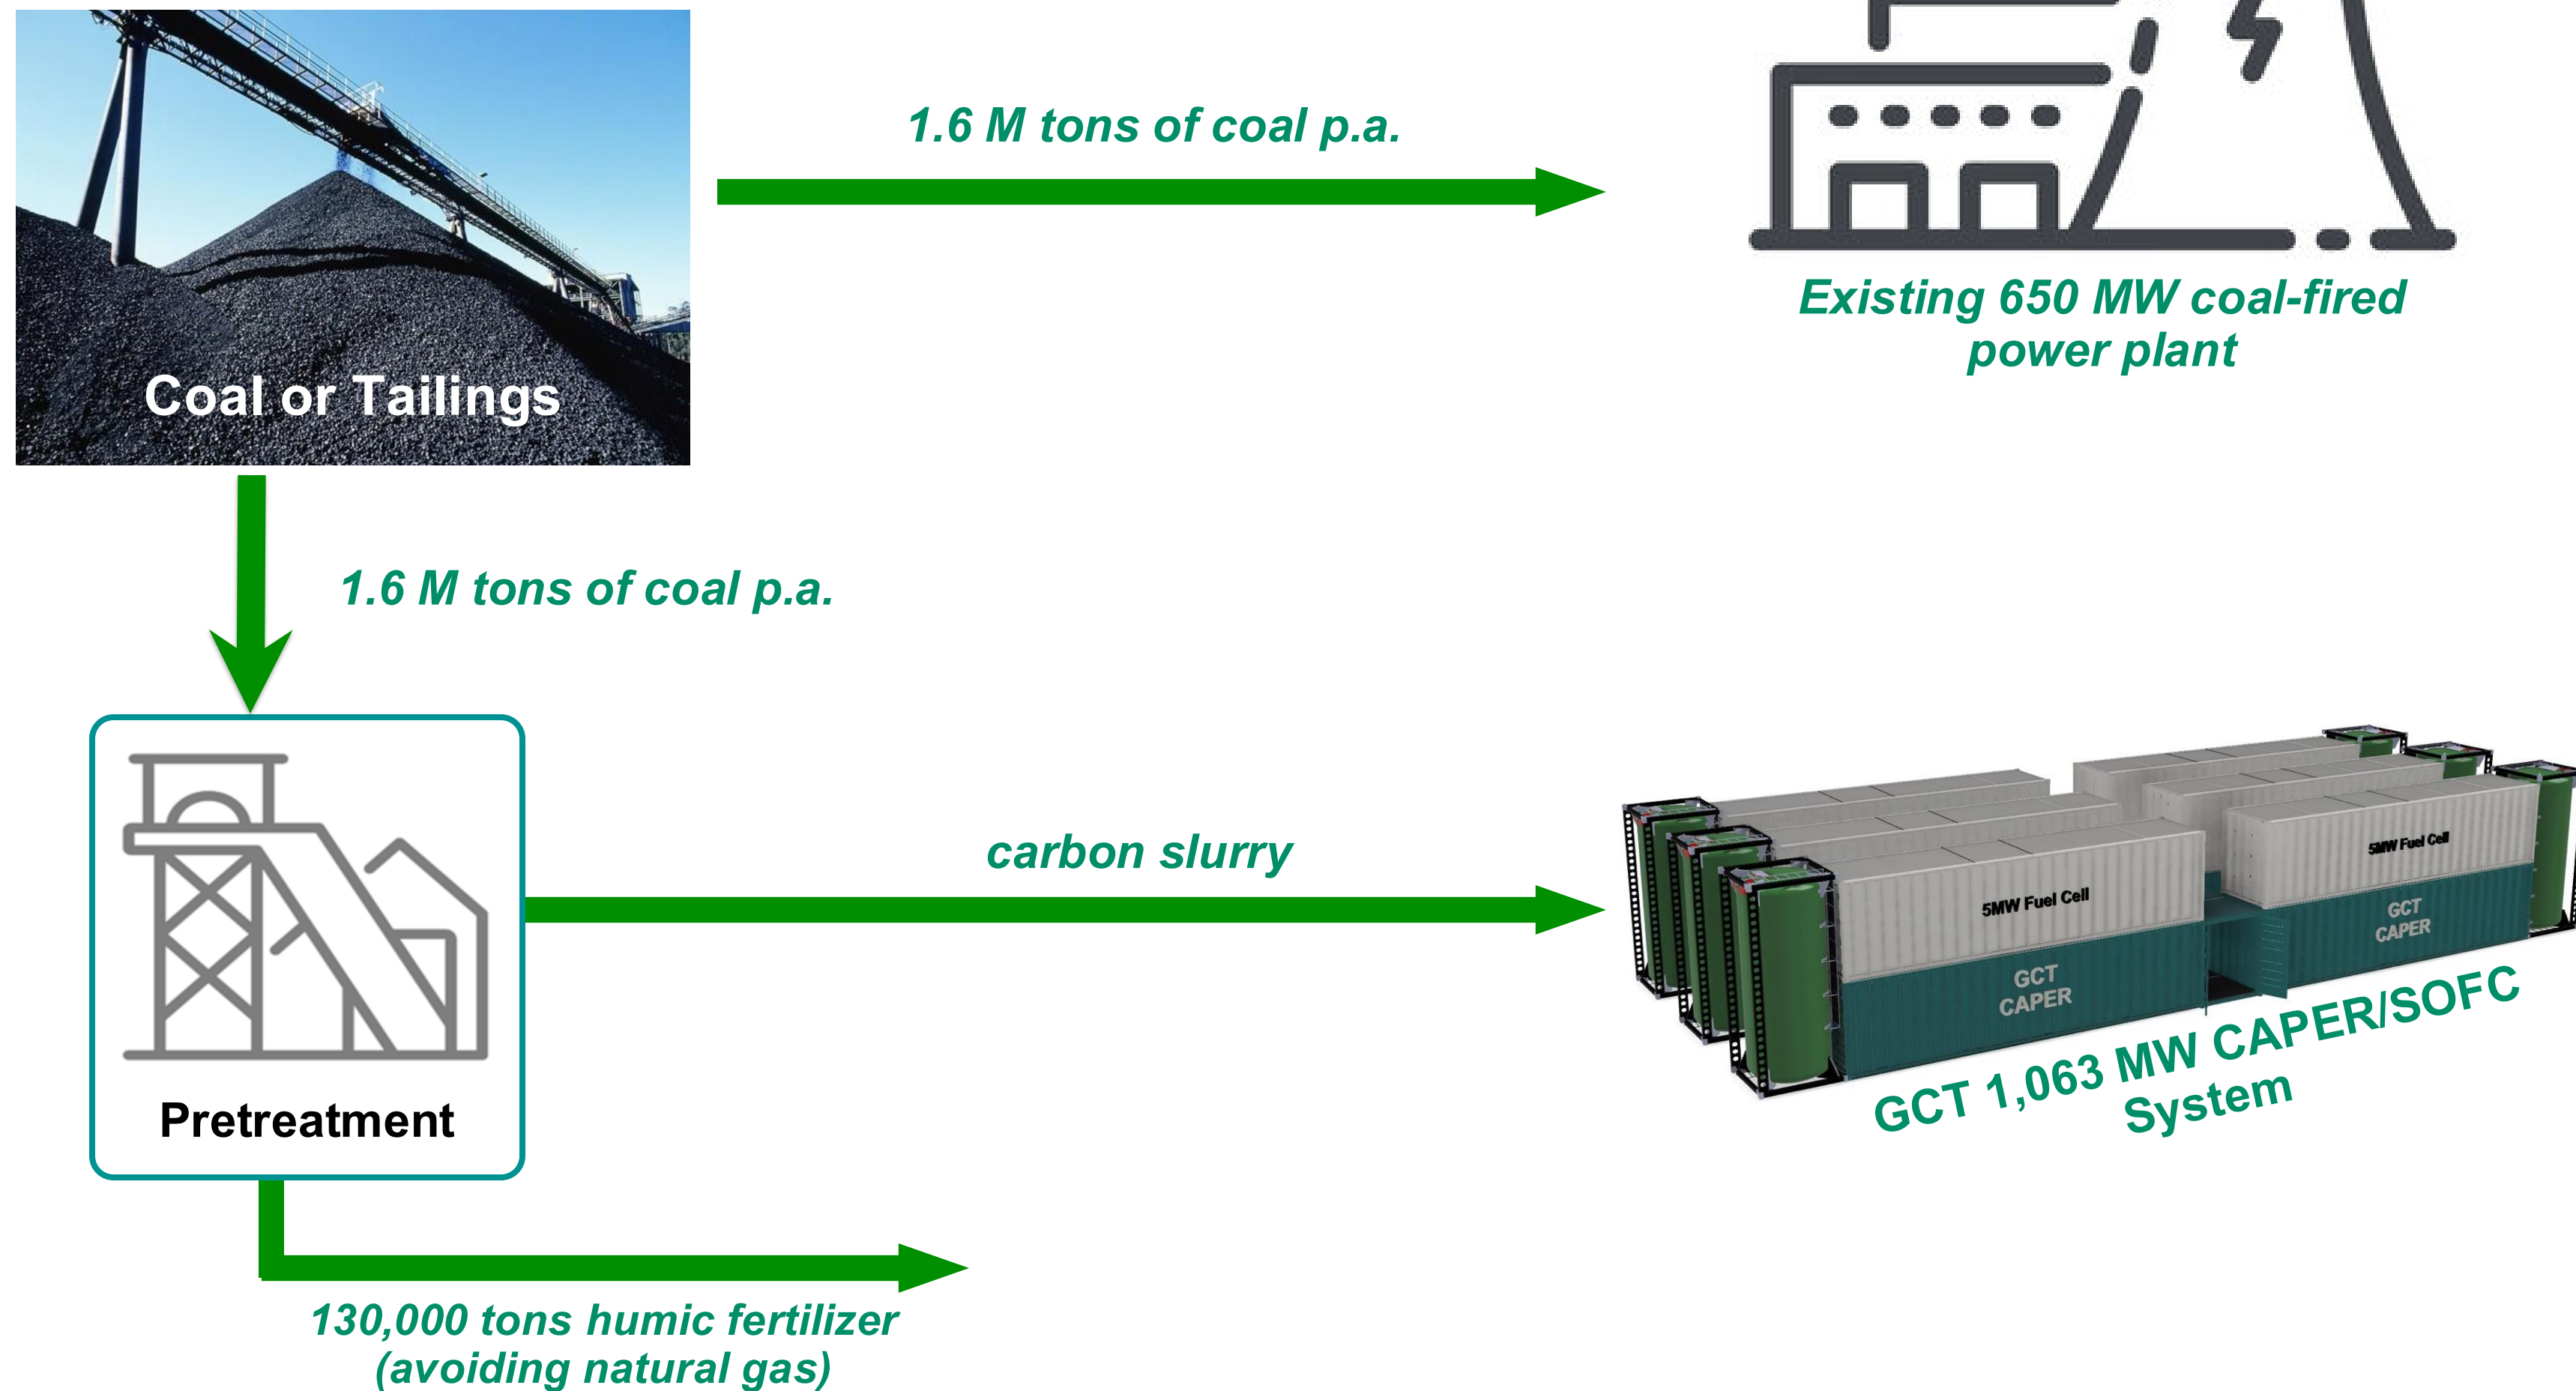 1.6 M tons of coal p.a.
Existing 650 MW coal-fired
power plant
Coal or Tailings
1.6 M tons of coal p.a.
carbon slurry
5MW Fuel Cell
5MW Fuel Cell
GCT
CAPER
GCT
CAPER
GCT 1,063 MW CAPER/SOFC
System
Pretreatment
130,000 tons humic fertilizer
(avoiding natural gas)